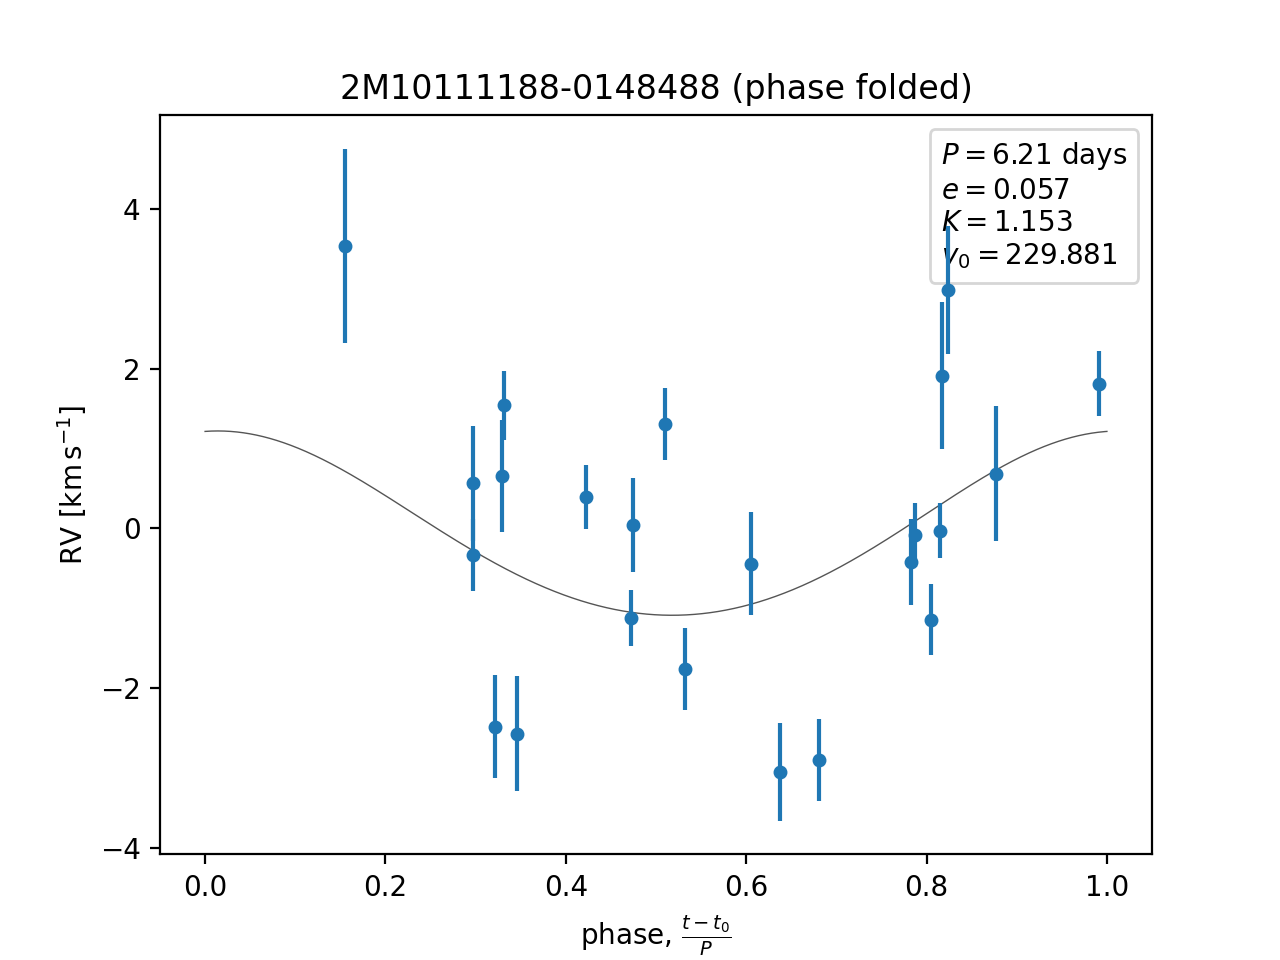 2M10111188-0148488 (phase folded)
P = 6.21 days
e = 0.057
K = 1.153
v₀ = 229.881
RV [km s⁻¹]
4
2
0
−2
−4
0.0 0.2 0.4 0.6 0.8 1.0
phase, (t − t₀)/P